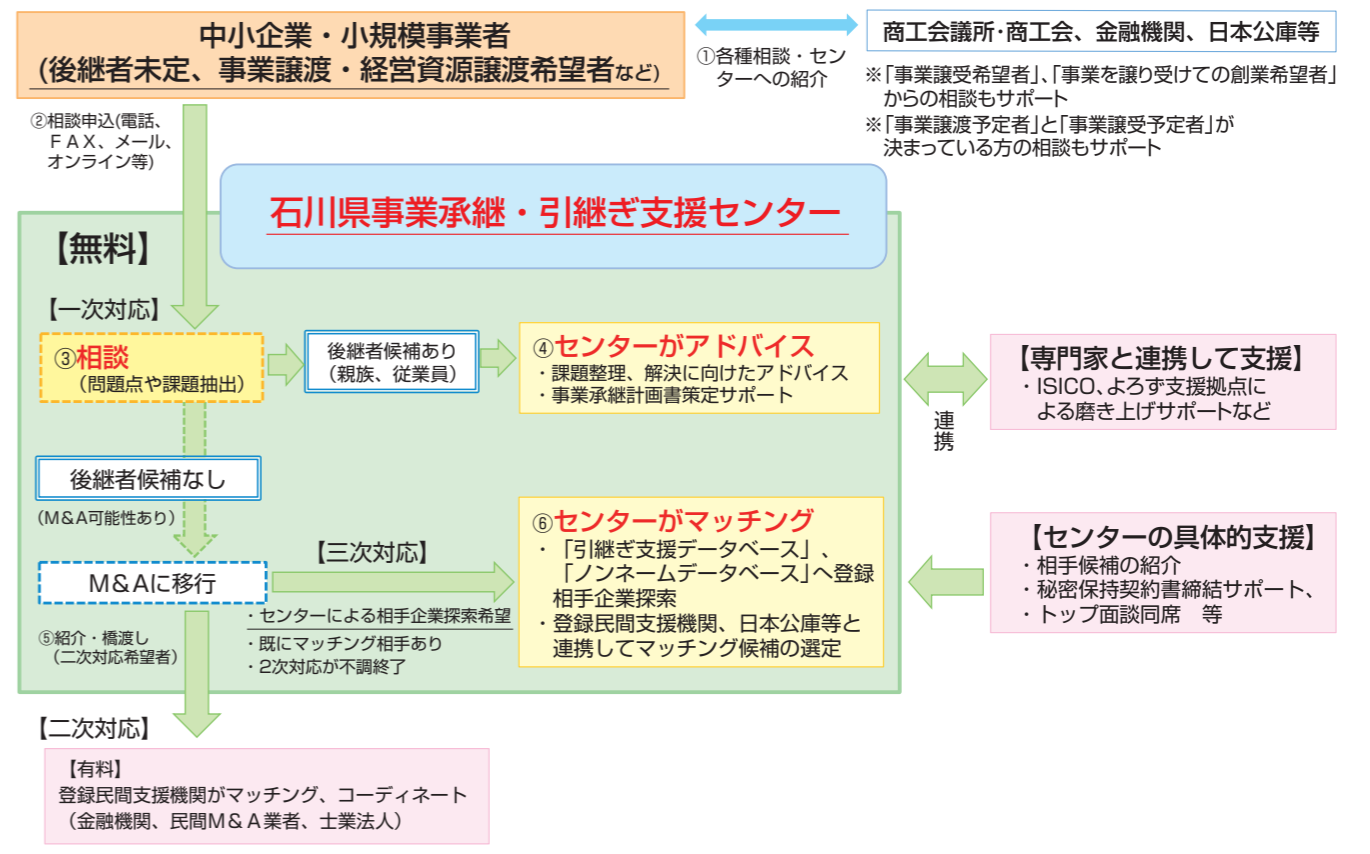 中小企業・小規模事業者
(後継者未定、事業譲渡・経営資源譲渡希望者など)
①各種相談・セン
ターへの紹介
商工会議所･商工会、金融機関、日本公庫等
※「事業譲受希望者」、「事業を譲り受けての創業希望者」
からの相談もサポート
※「事業譲渡予定者」と「事業譲受予定者」が
決まっている方の相談もサポート
②相談申込(電話、
ＦＡＸ、メール、
オンライン等)
石川県事業承継・引継ぎ支援センター
【無料】
【一次対応】
③相談
（問題点や課題抽出）
後継者候補あり
（親族、従業員）
④センターがアドバイス
・課題整理、解決に向けたアドバイス
・事業承継計画書策定サポート
連携
【専門家と連携して支援】
・ISICO、よろず支援拠点に
よる磨き上げサポートなど
後継者候補なし
（M＆A可能性あり）
M＆Aに移行
【三次対応】
・センターによる相手企業探索希望
・既にマッチング相手あり
・2次対応が不調終了
⑥センターがマッチング
・「引継ぎ支援データベース」、
「ノンネームデータベース」へ登録
相手企業探索
・登録民間支援機関、日本公庫等と
連携してマッチング候補の選定
【センターの具体的支援】
・相手候補の紹介
・秘密保持契約書締結サポート、
・トップ面談同席　等
⑤紹介・橋渡し
（二次対応希望者）
【二次対応】
【有料】
登録民間支援機関がマッチング、コーディネート
（金融機関、民間M＆A業者、士業法人）